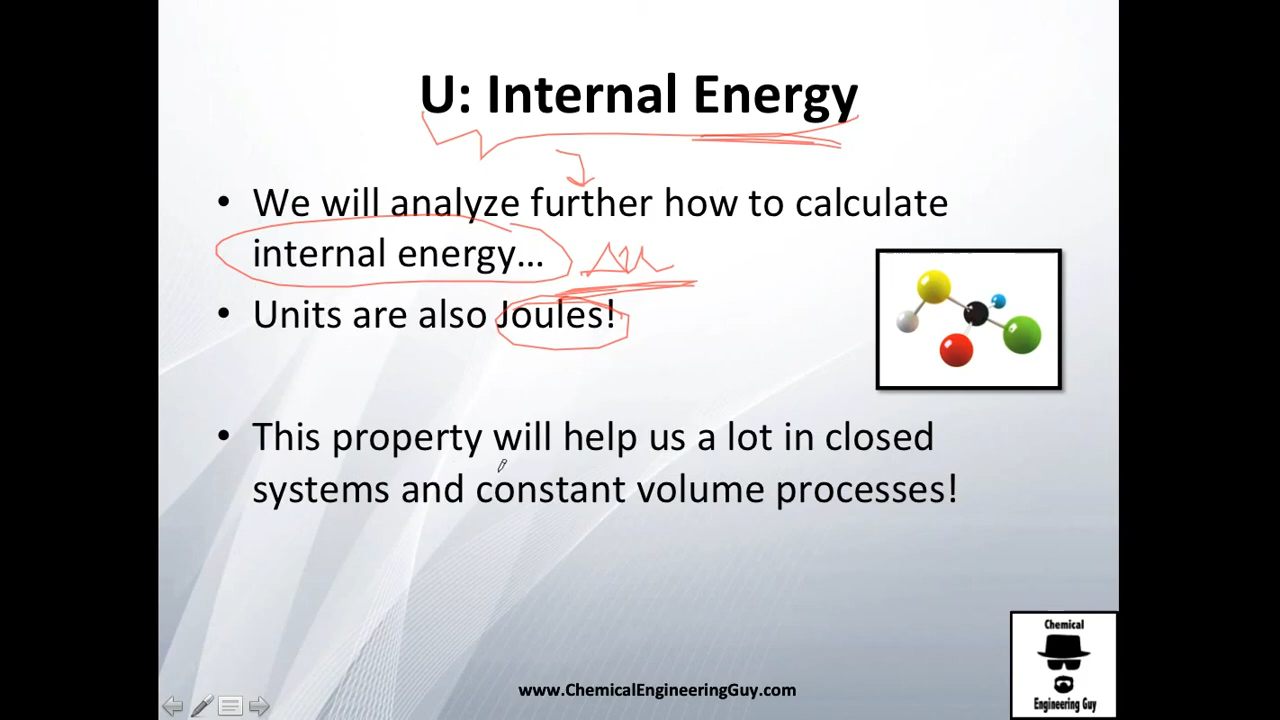 U: Internal Energy
• We will analyze further how to calculate
internal energy...
ΔU
• Units are also Joules!
• This property will help us a lot in closed
systems and constant volume processes!
www.ChemicalEngineeringGuy.com
Chemical
Engineering Guy